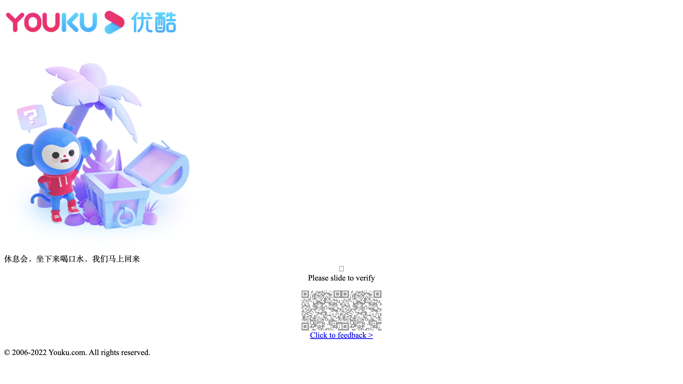 YOUKU 优酷
?
休息会，坐下来喝口水，我们马上回来
Please slide to verify
Click to feedback >
© 2006-2022 Youku.com. All rights reserved.